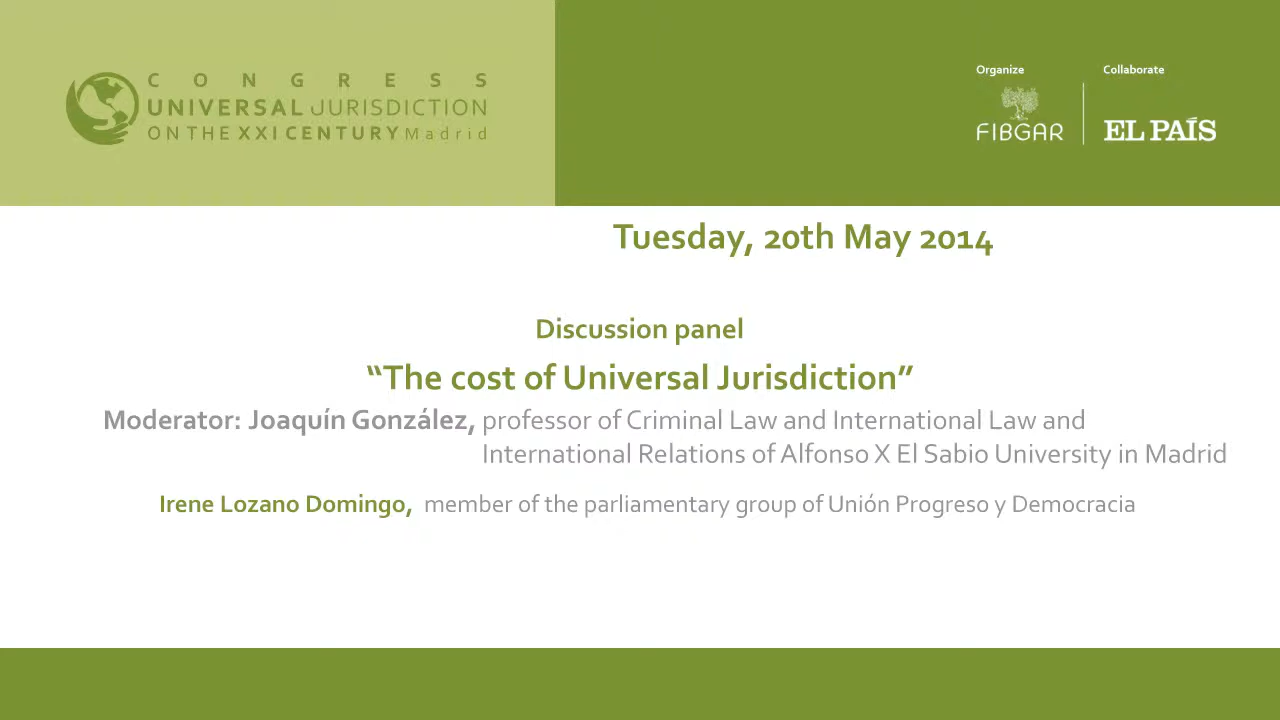 CONGRESS
UNIVERSAL JURISDICTION
ON THE XXI CENTURY Madrid
Organize
Collaborate
FIBGAR
EL PAÍS
Tuesday, 20th May 2014
Discussion panel
“The cost of Universal Jurisdiction”
Moderator: Joaquín González, professor of Criminal Law and International Law and
International Relations of Alfonso X El Sabio University in Madrid
Irene Lozano Domingo, member of the parliamentary group of Unión Progreso y Democracia